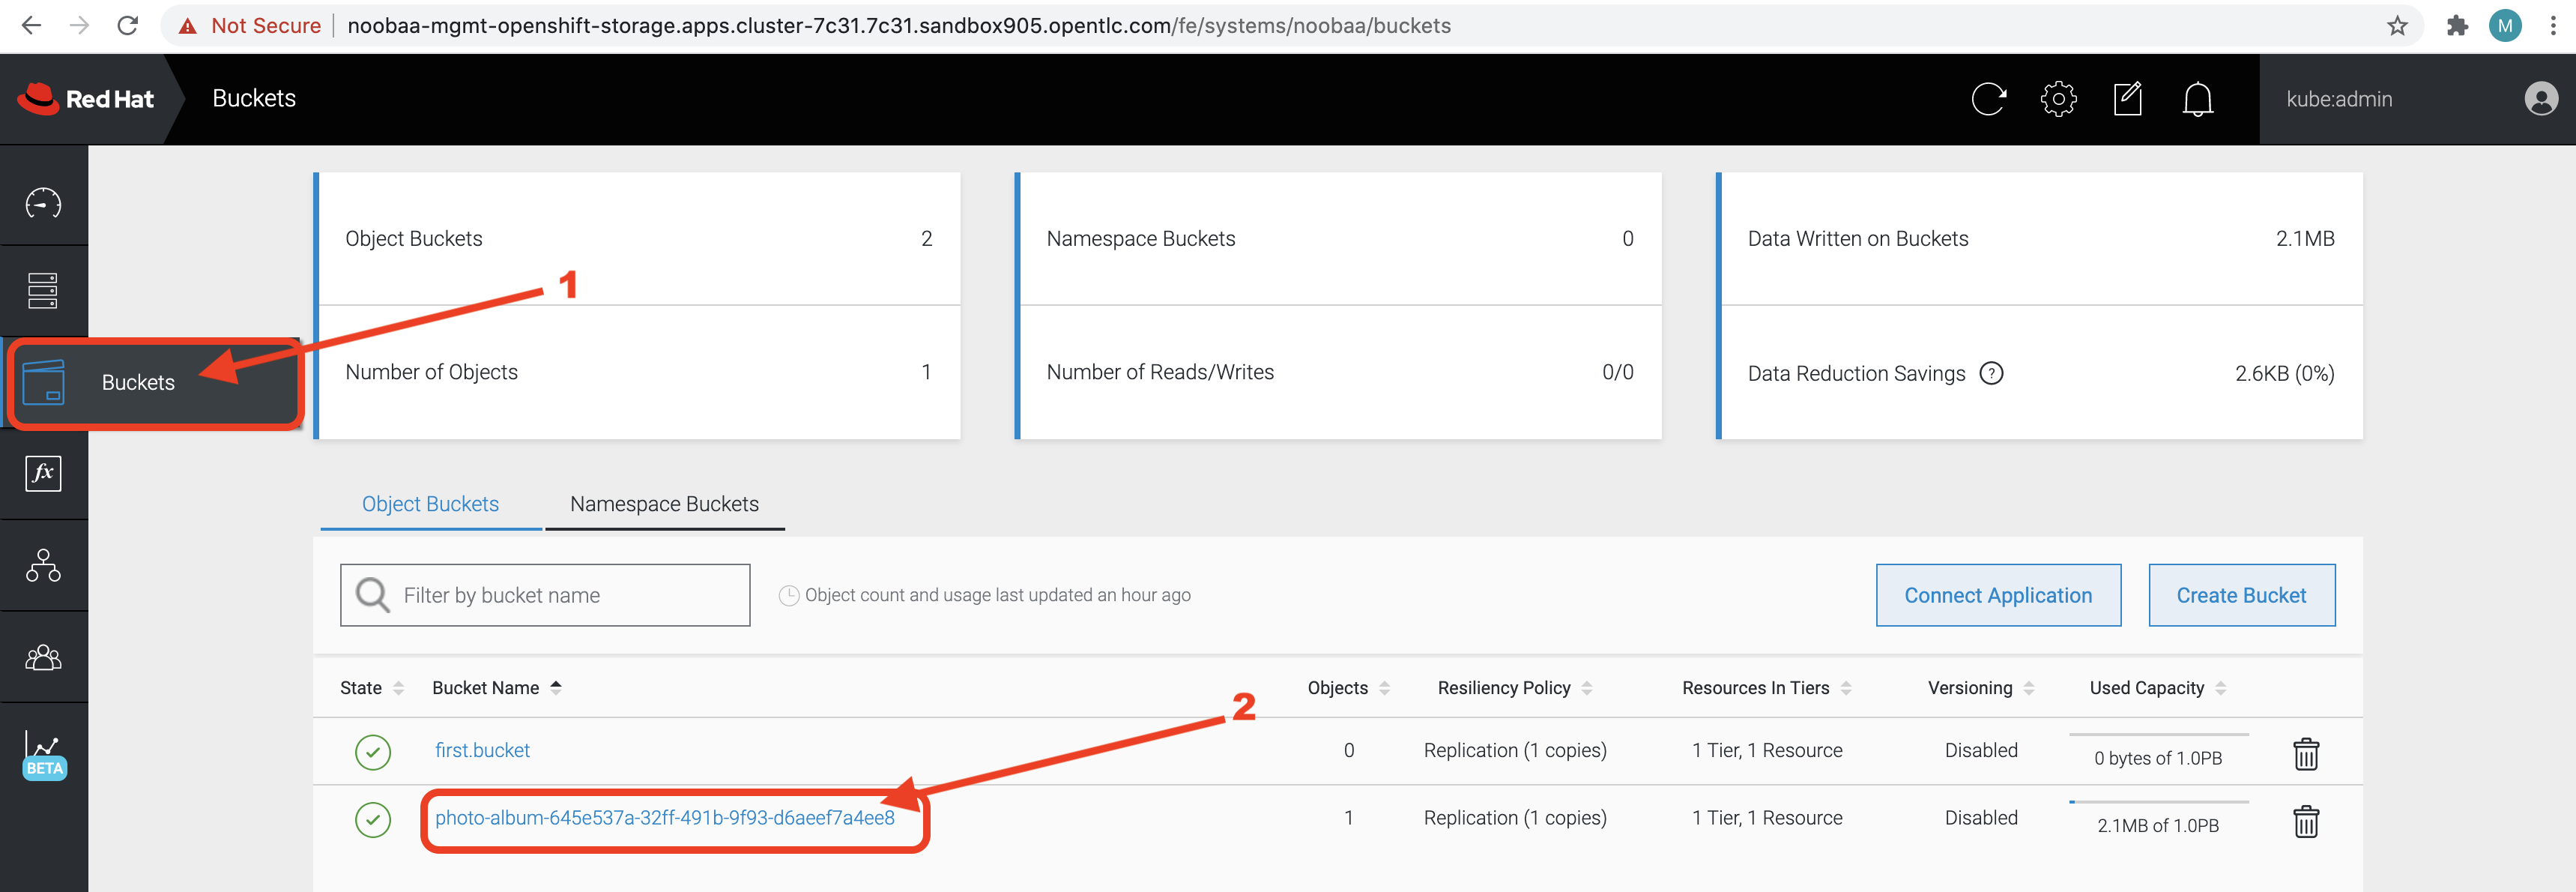 Not Secure noobaa-mgmt-openshift-storage.apps.cluster-7c31.7c31.sandbox905.opentlc.com/fe/systems/noobaa/buckets M
Red Hat Buckets kube:admin
Object Buckets 2
Namespace Buckets 0
Data Written on Buckets 2.1MB
1
Buckets
Number of Objects 1
Number of Reads/Writes 0/0
Data Reduction Savings ? 2.6KB (0%)
fx
Object Buckets Namespace Buckets
Filter by bucket name Object count and usage last updated an hour ago Connect Application Create Bucket
State Bucket Name Objects Resiliency Policy Resources In Tiers Versioning Used Capacity
2
first.bucket 0 Replication (1 copies) 1 Tier, 1 Resource Disabled 0 bytes of 1.0PB
BETA
photo-album-645e537a-32ff-491b-9f93-d6aeef7a4ee8 1 Replication (1 copies) 1 Tier, 1 Resource Disabled 2.1MB of 1.0PB